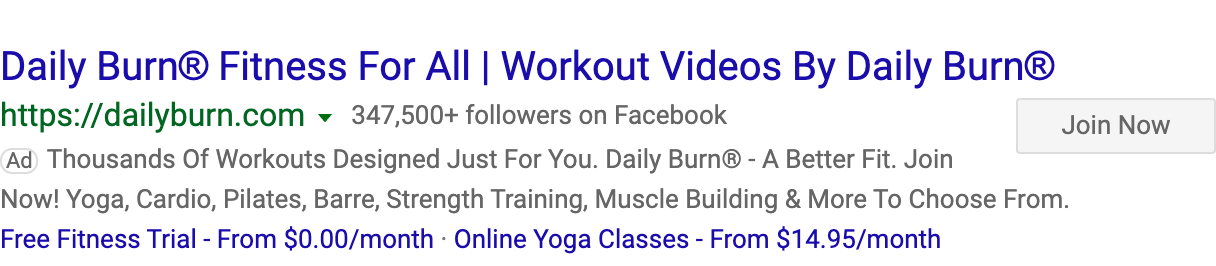 Daily Burn® Fitness For All | Workout Videos By Daily Burn®
https://dailyburn.com 347,500+ followers on Facebook
Join Now
Ad Thousands Of Workouts Designed Just For You. Daily Burn® - A Better Fit. Join
Now! Yoga, Cardio, Pilates, Barre, Strength Training, Muscle Building & More To Choose From.
Free Fitness Trial - From $0.00/month · Online Yoga Classes - From $14.95/month